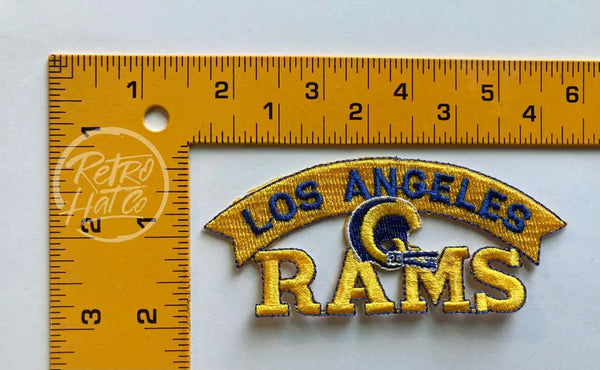 1 2 3 4 5 6
1 2 3 4 5
1 2 3
1 2
RetRo
Hat Co
LOS ANGELES
RAMS